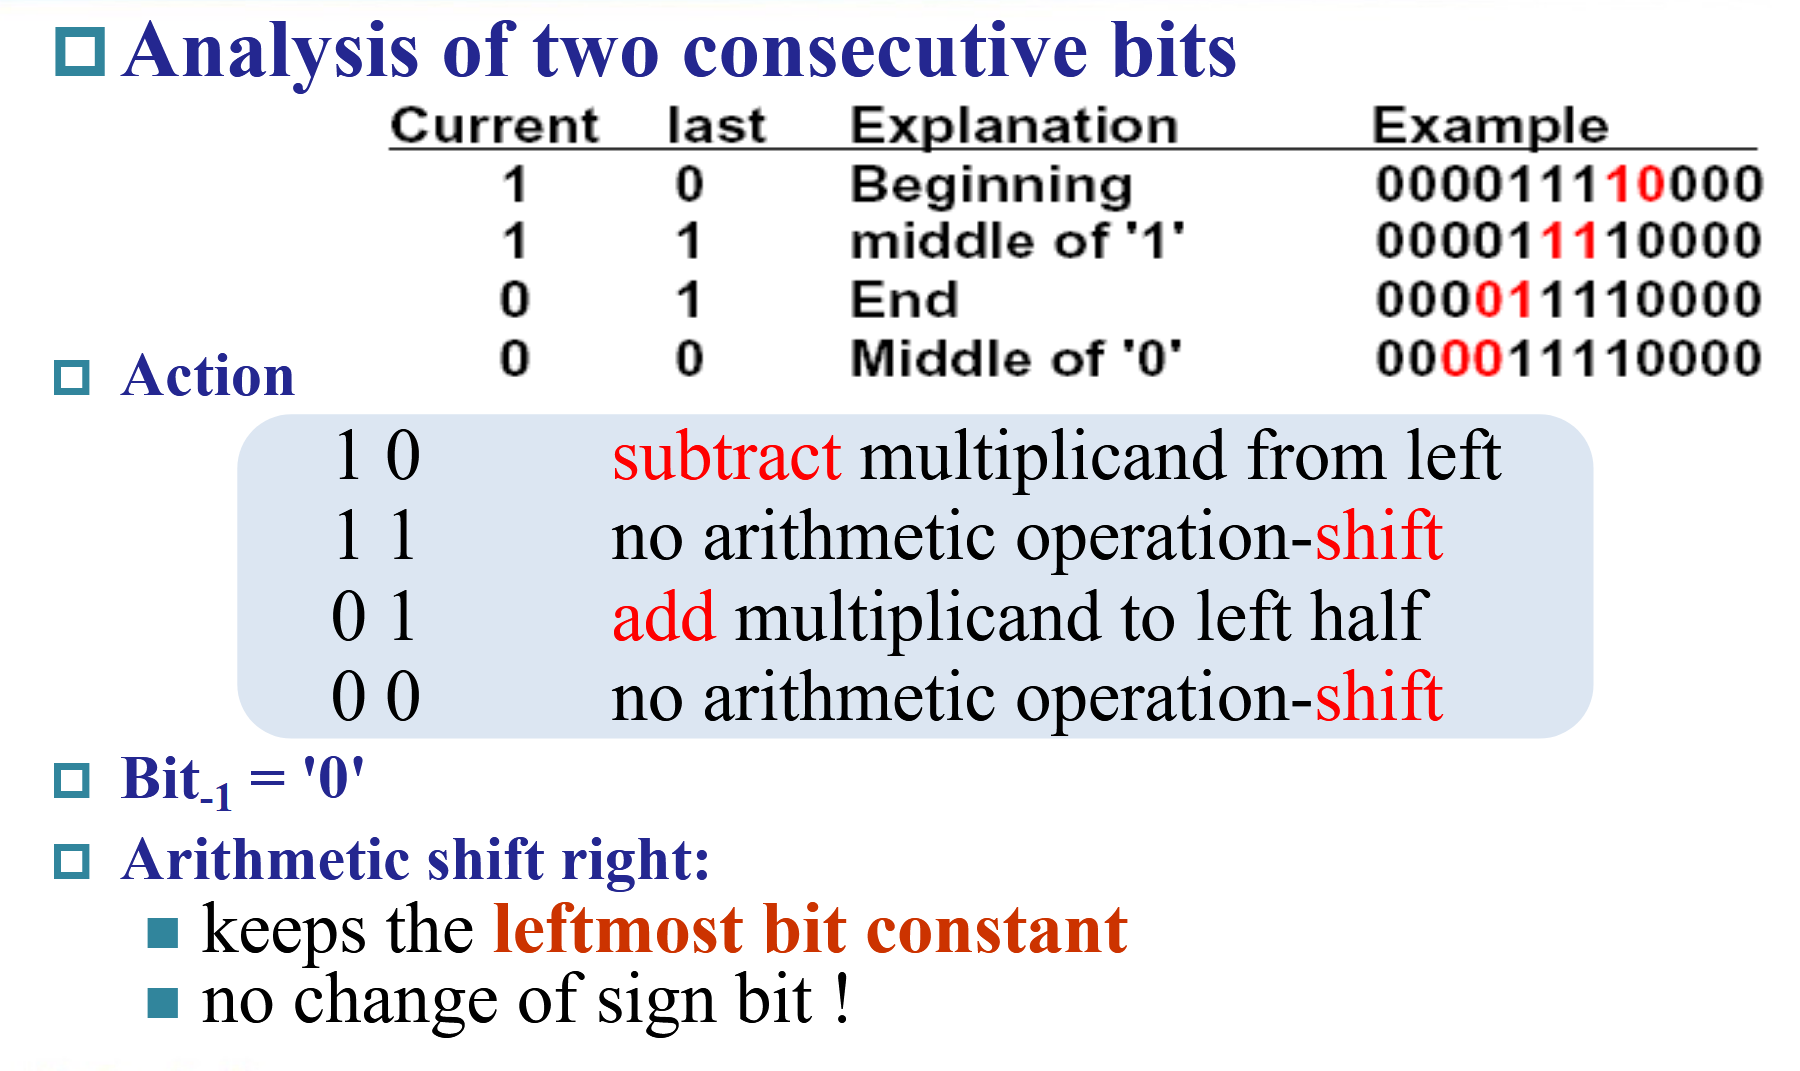 Analysis of two consecutive bits
Current last Explanation Example
1 0 Beginning 000011110000
1 1 middle of '1' 000011110000
0 1 End 000011110000
0 0 Middle of '0' 000011110000
Action
1 0 subtract multiplicand from left
1 1 no arithmetic operation-shift
0 1 add multiplicand to left half
0 0 no arithmetic operation-shift
Bit-1 = '0'
Arithmetic shift right:
keeps the leftmost bit constant
no change of sign bit !